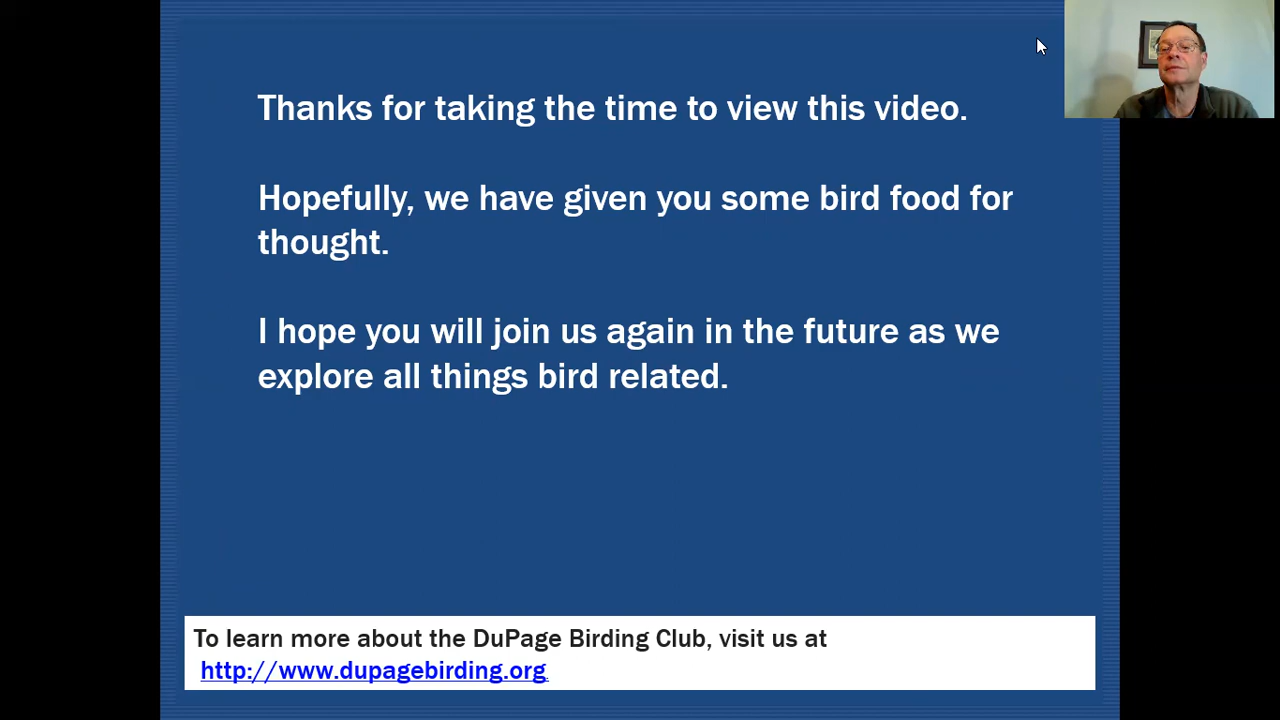 Thanks for taking the time to view this video.
Hopefully, we have given you some bird food for
thought.
I hope you will join us again in the future as we
explore all things bird related.
To learn more about the DuPage Birding Club, visit us at
http://www.dupagebirding.org